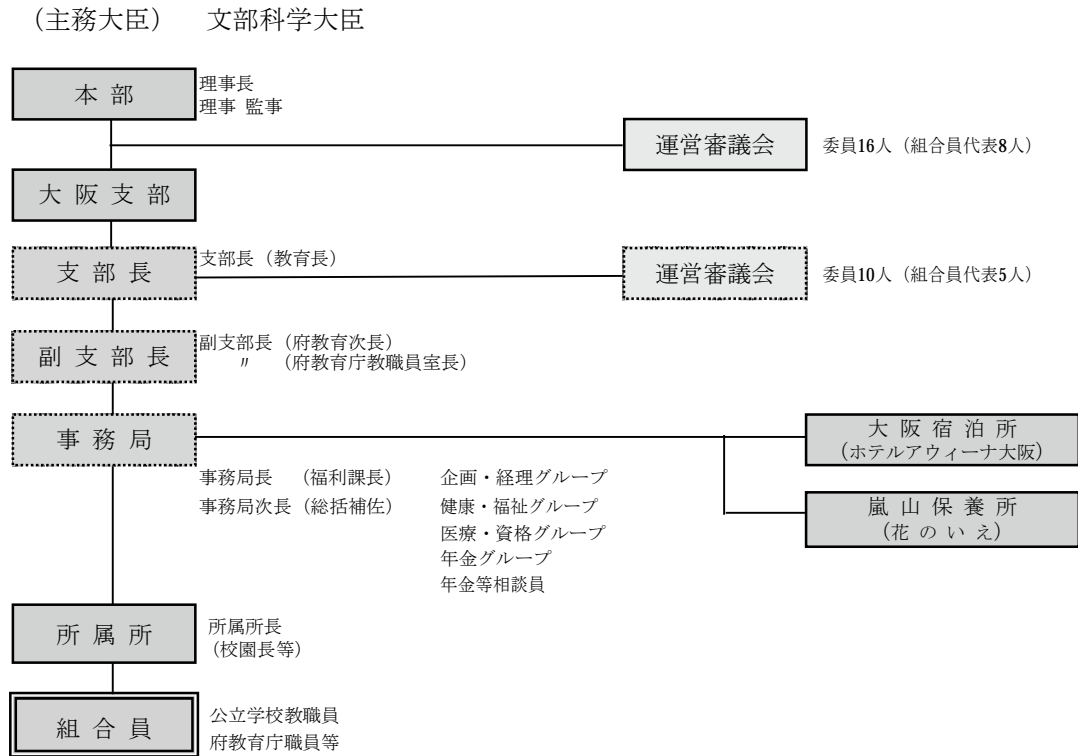 (主務大臣) 文部科学大臣
本部
理事長
理事 監事
運営審議会
委員16人 (組合員代表8人)
大阪支部
支部長
支部長 (教育長)
運営審議会
委員10人 (組合員代表5人)
副支部長
副支部長 (府教育次長)
〃 (府教育庁教職員室長)
事務局
大阪宿泊所
(ホテルアウィーナ大阪)
事務局長 (福利課長) 企画・経理グループ
事務局次長 (総括補佐) 健康・福祉グループ
医療・資格グループ
年金グループ
年金等相談員
嵐山保養所
(花のいえ)
所属所
所属所長
(校園長等)
組合員
公立学校教職員
府教育庁職員等